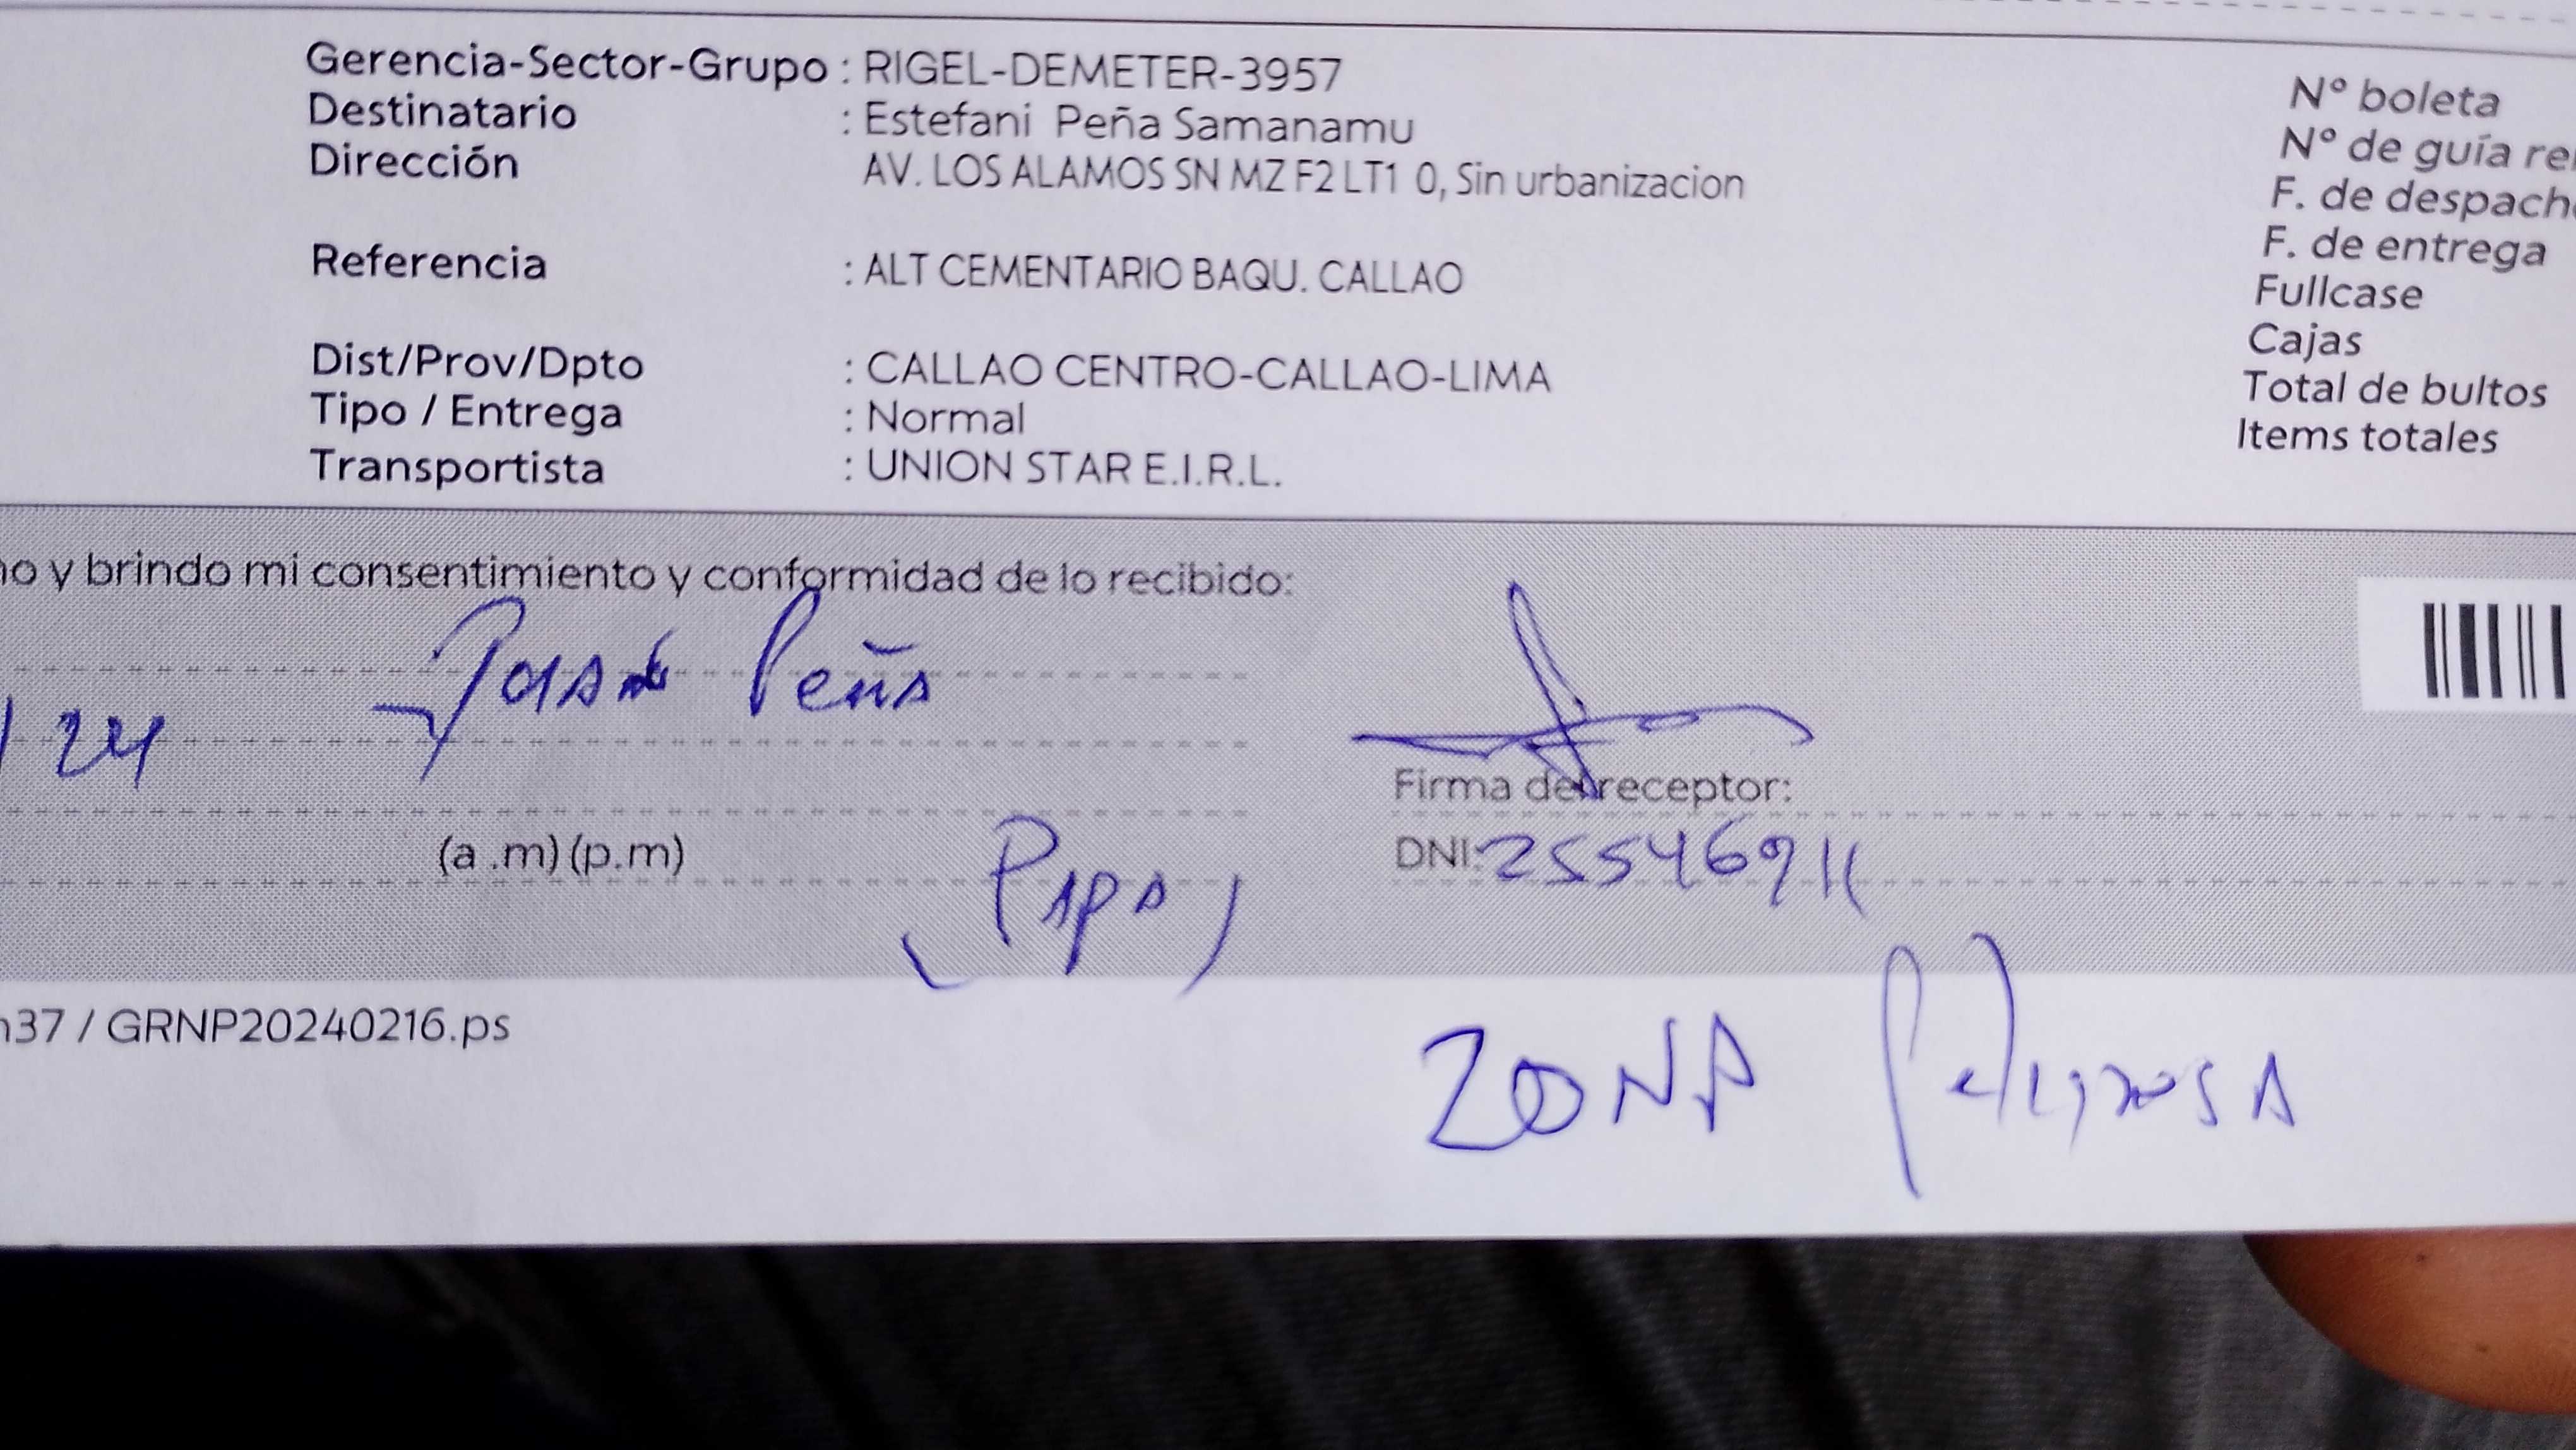 Gerencia-Sector-Grupo : RIGEL-DEMETER-3957
Destinatario : Estefani Peña Samanamu
Dirección AV. LOS ALAMOS SN MZ F2 LT1 0, Sin urbanizacion
Referencia : ALT CEMENTARIO BAQU. CALLAO
Dist/Prov/Dpto : CALLAO CENTRO-CALLAO-LIMA
Tipo / Entrega : Normal
Transportista : UNION STAR E.I.R.L.
N° boleta
N° de guía re
F. de despach
F. de entrega
Fullcase
Cajas
Total de bultos
Items totales
o y brindo mi consentimiento y conformidad de lo recibido:
Peña
/ 24
Firma del receptor:
(a .m) (p.m)
DNI: 25546911
(PAPA)
37 / GRNP20240216.ps
ZONA PeligrosA